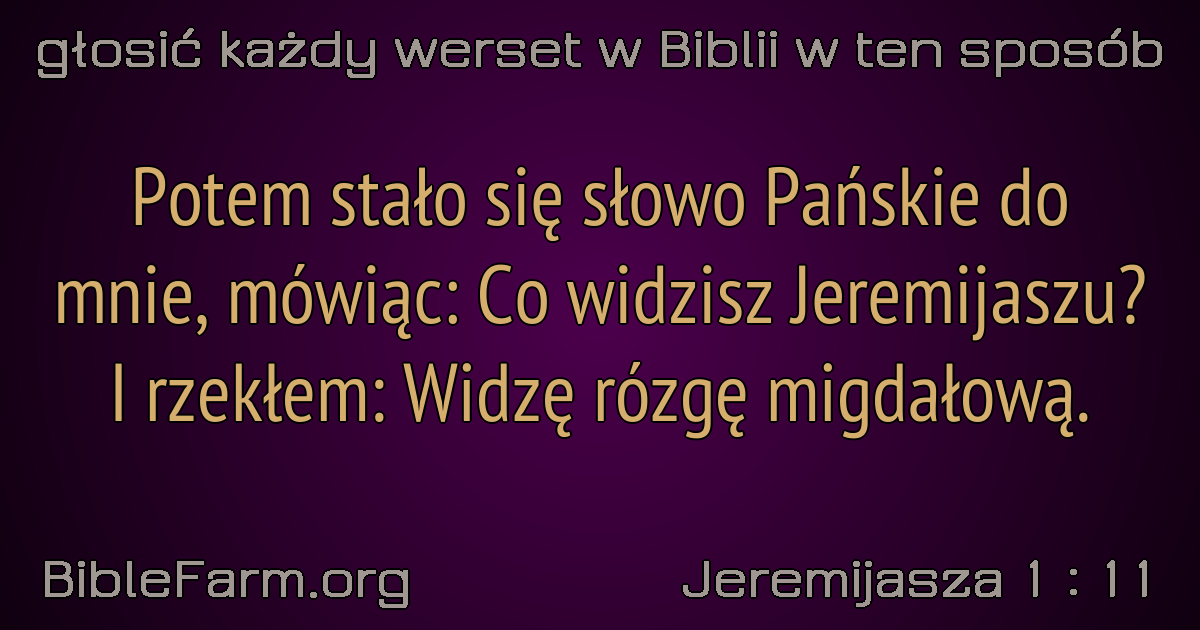 głosić każdy werset w Biblii w ten sposób
Potem stało się słowo Pańskie do
mnie, mówiąc: Co widzisz Jeremijaszu?
I rzekłem: Widzę rózgę migdałową.
BibleFarm.org
Jeremijasza 1 : 11